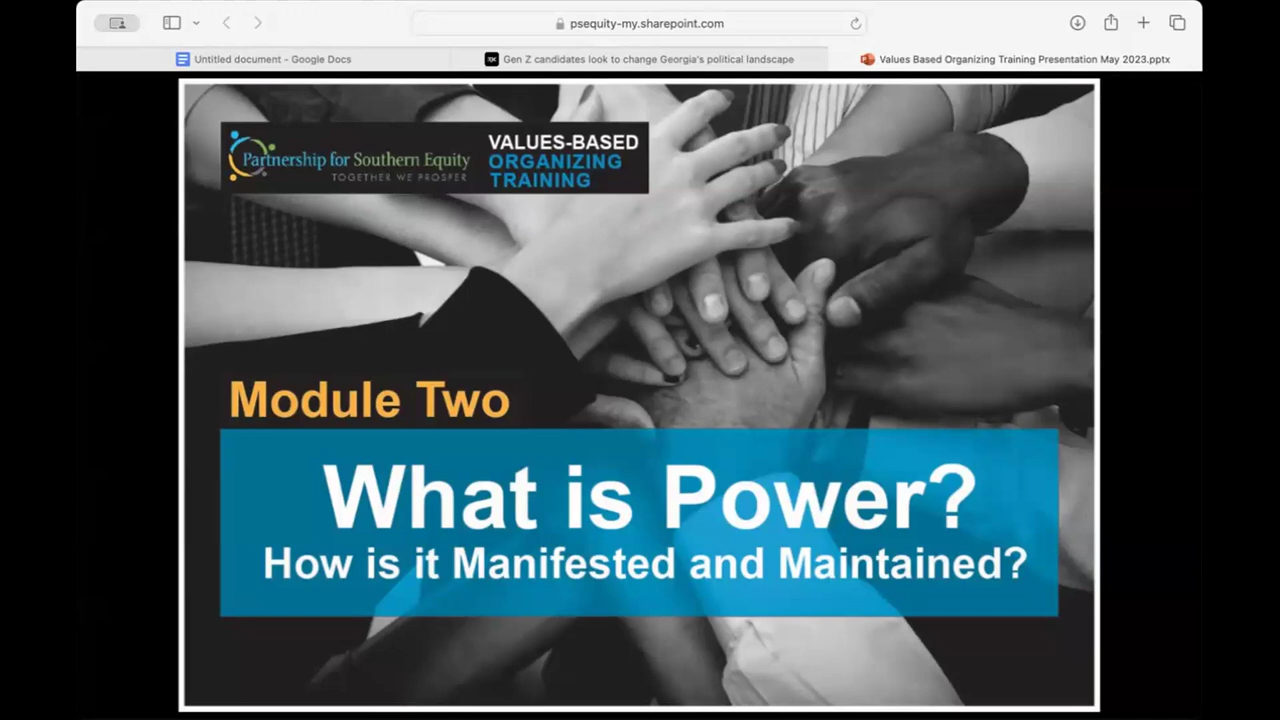 psequity-my.sharepoint.com
Untitled document - Google Docs
Gen Z candidates look to change Georgia's political landscape
Values Based Organizing Training Presentation May 2023.pptx
Partnership for Southern Equity
TOGETHER WE PROSPER
VALUES-BASED
ORGANIZING
TRAINING
Module Two
What is Power?
How is it Manifested and Maintained?